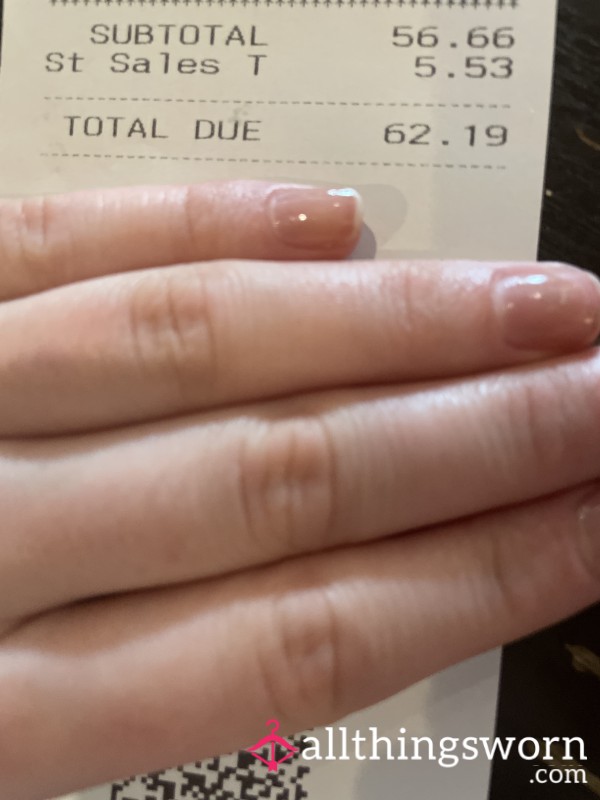 SUBTOTAL 56.66
St Sales T 5.53
TOTAL DUE 62.19
allthingsworn
.com